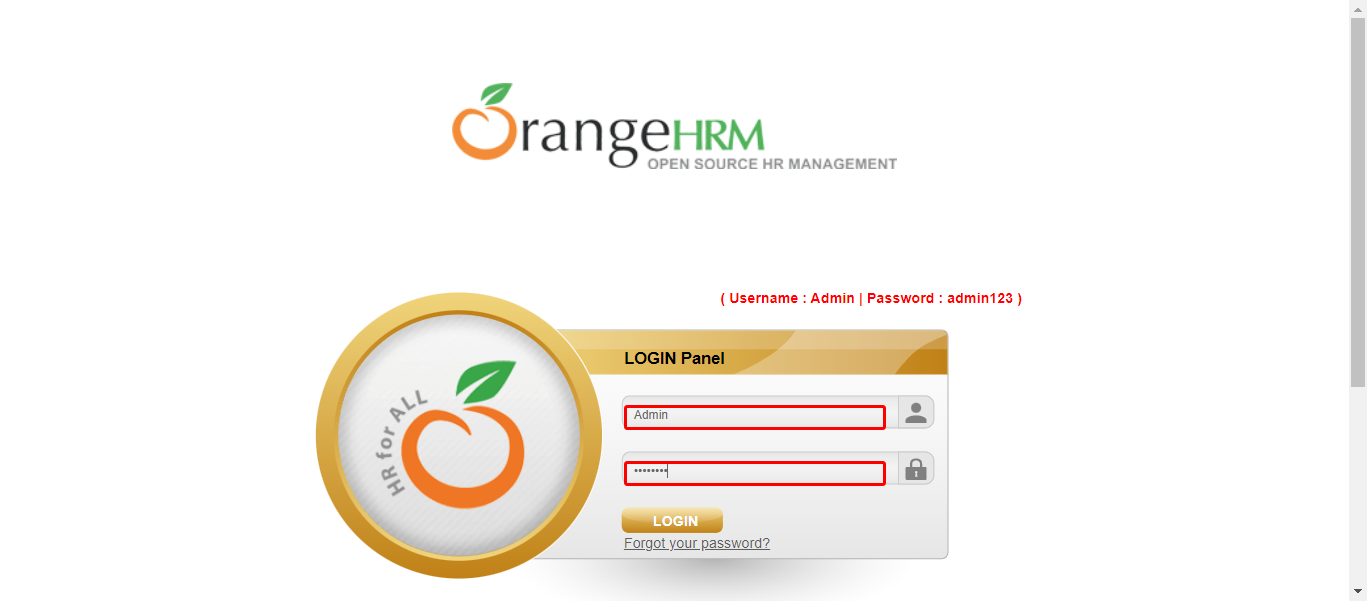 OrangeHRM
OPEN SOURCE HR MANAGEMENT
( Username : Admin | Password : admin123 )
HR for ALL
LOGIN Panel
Admin
••••••••
LOGIN
Forgot your password?